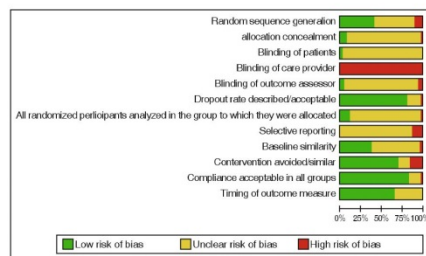 Random sequence generation
allocation concealment
Blinding of patients
Blinding of care provider
Blinding of outcome assessor
Dropout rate described/acceptable
All randomized perticipants analyzed in the group to which they were allocated
Selective reporting
Baseline similarity
Contervention avoided/similar
Compliance acceptable in all groups
Timing of outcome measure
0% 25% 50% 75% 100%
Low risk of bias Unclear risk of bias High risk of bias